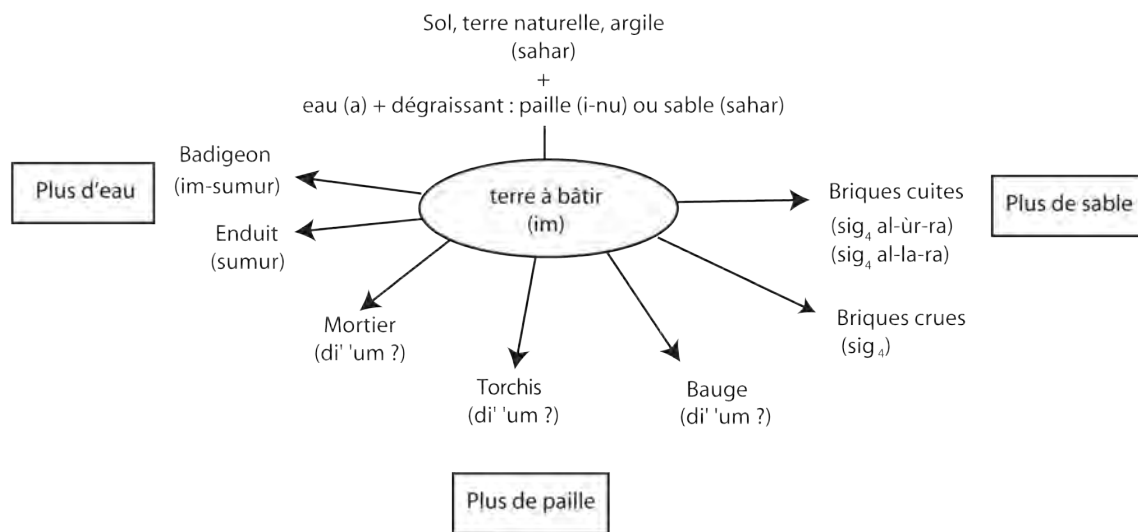 Sol, terre naturelle, argile
(sahar)
+
eau (a) + dégraissant : paille (i-nu) ou sable (sahar)
Plus d'eau
Badigeon
(im-sumur)
Enduit
(sumur)
terre à bâtir
(im)
Briques cuites
(sig₄ al-ùr-ra)
(sig₄ al-la-ra)
Plus de sable
Mortier
(di' 'um ?)
Torchis
(di' 'um ?)
Bauge
(di' 'um ?)
Briques crues
(sig₄)
Plus de paille